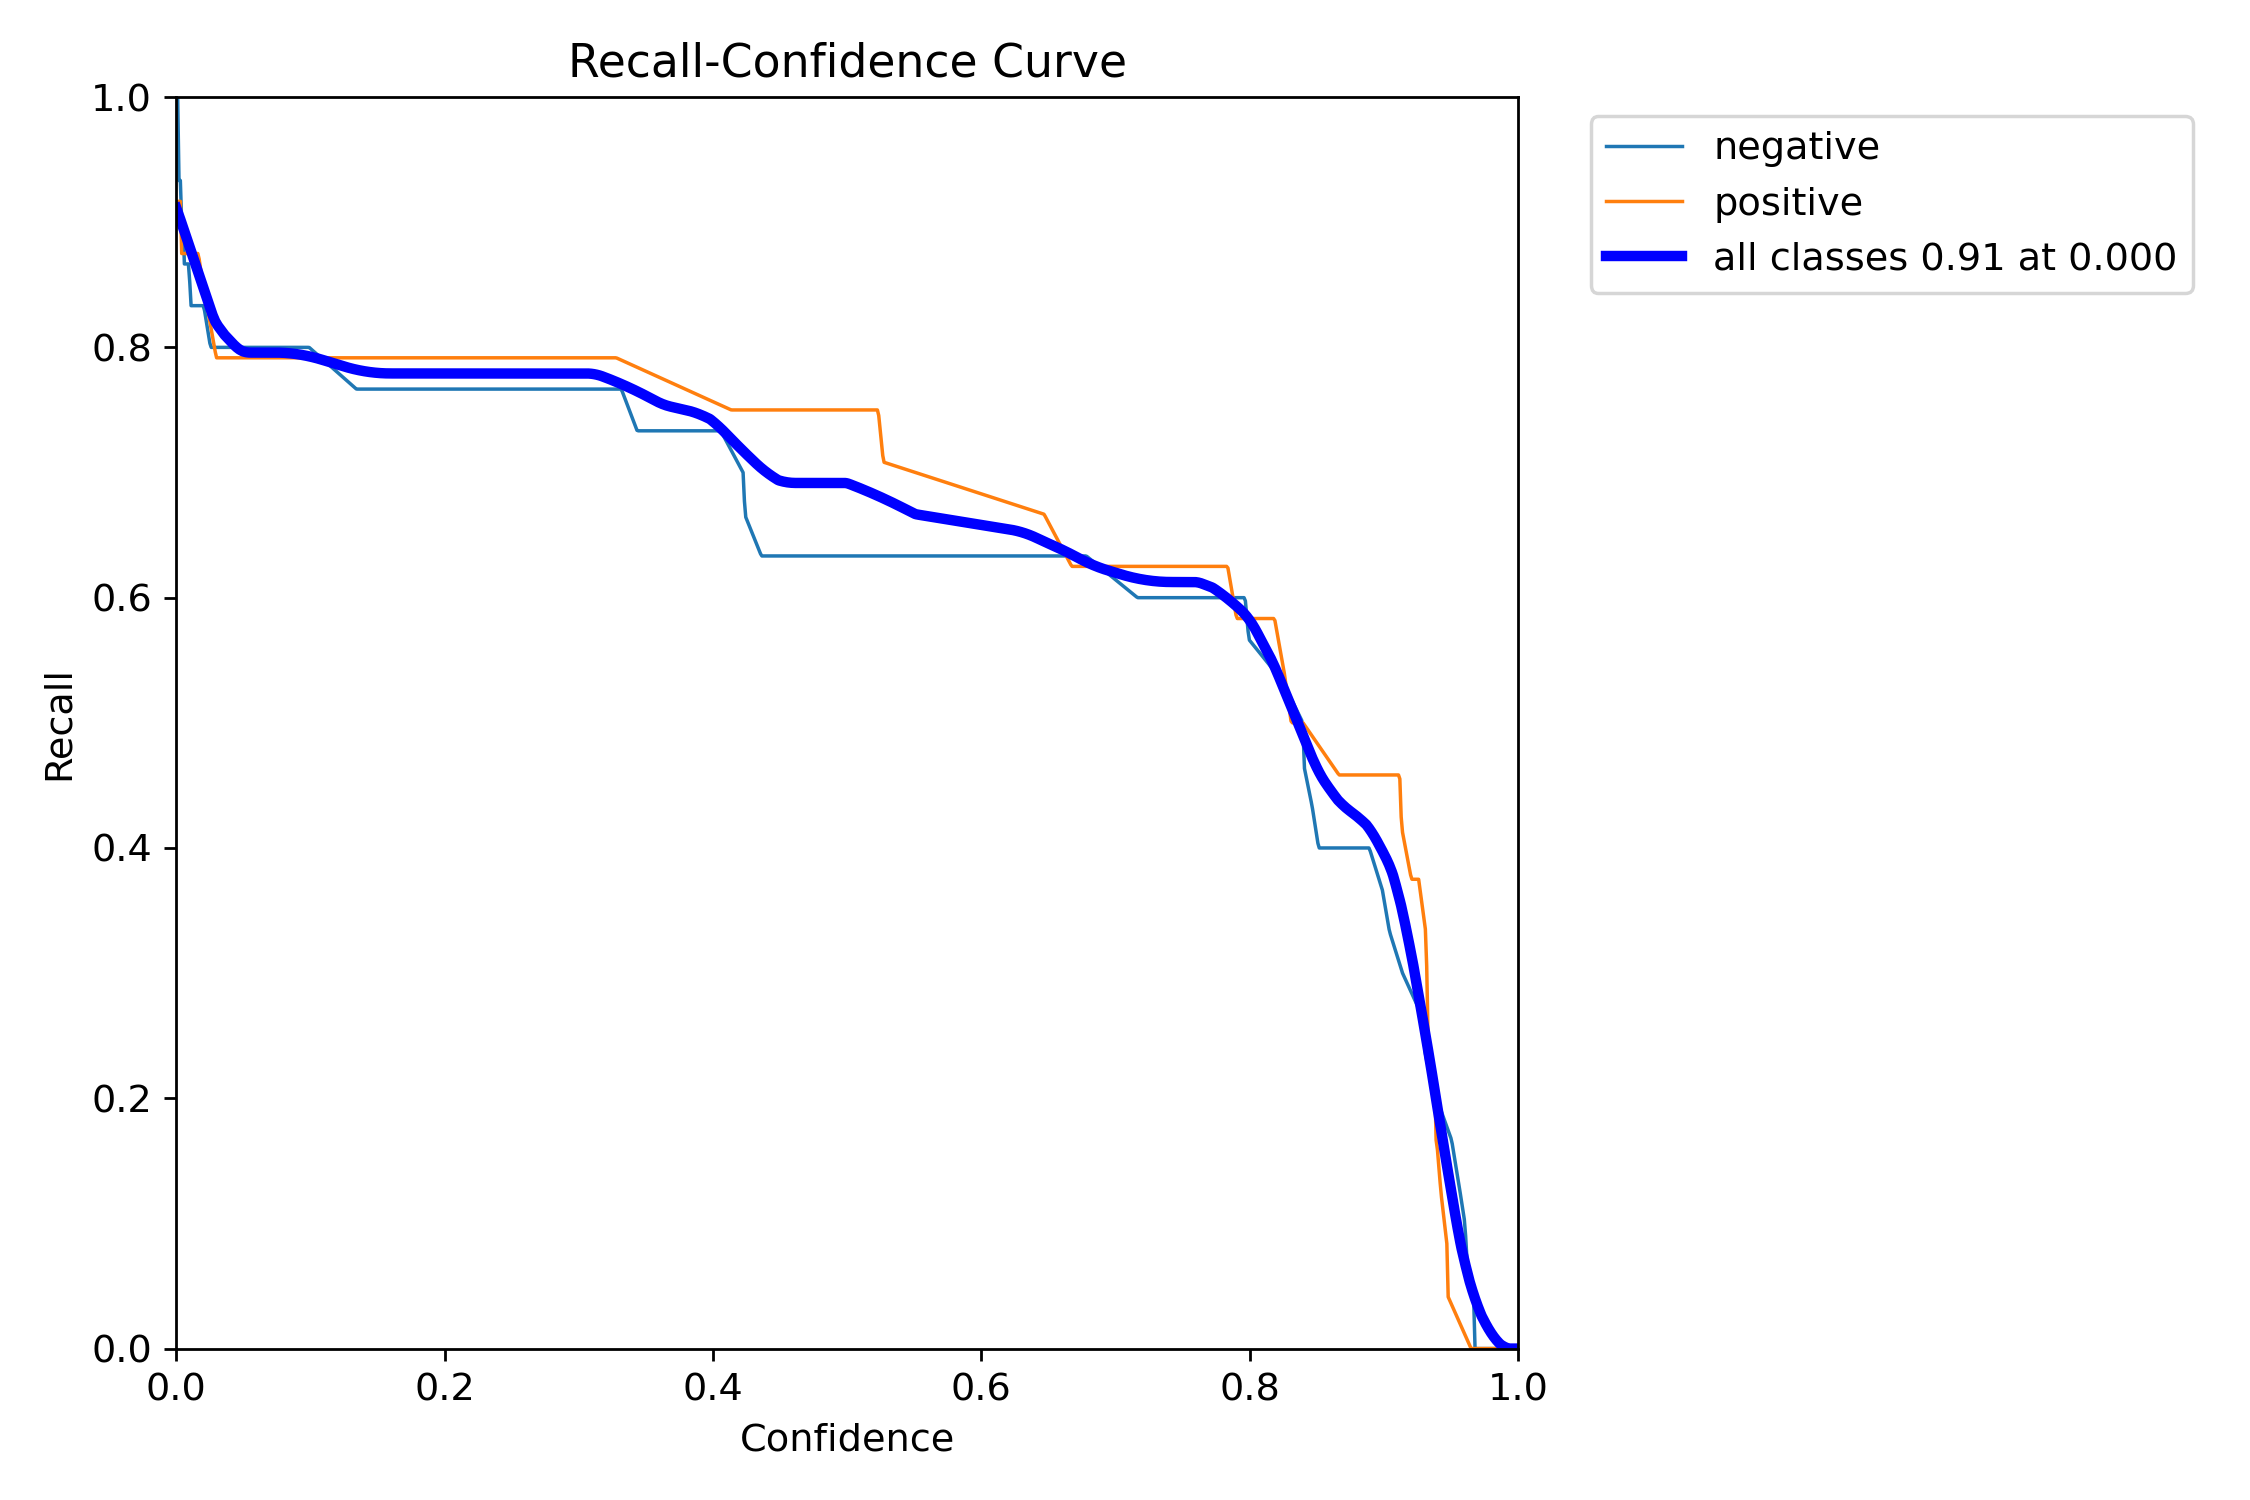 Recall-Confidence Curve
1.0
0.8
0.6
0.4
0.2
0.0
Recall
0.0 0.2 0.4 0.6 0.8 1.0
Confidence
negative
positive
all classes 0.91 at 0.000